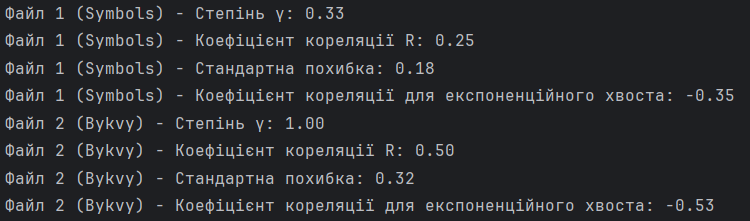 Файл 1 (Symbols) - Степінь γ: 0.33
Файл 1 (Symbols) - Коефіцієнт кореляції R: 0.25
Файл 1 (Symbols) - Стандартна похибка: 0.18
Файл 1 (Symbols) - Коефіцієнт кореляції для експоненційного хвоста: -0.35
Файл 2 (Bykvy) - Степінь γ: 1.00
Файл 2 (Bykvy) - Коефіцієнт кореляції R: 0.50
Файл 2 (Bykvy) - Стандартна похибка: 0.32
Файл 2 (Bykvy) - Коефіцієнт кореляції для експоненційного хвоста: -0.53